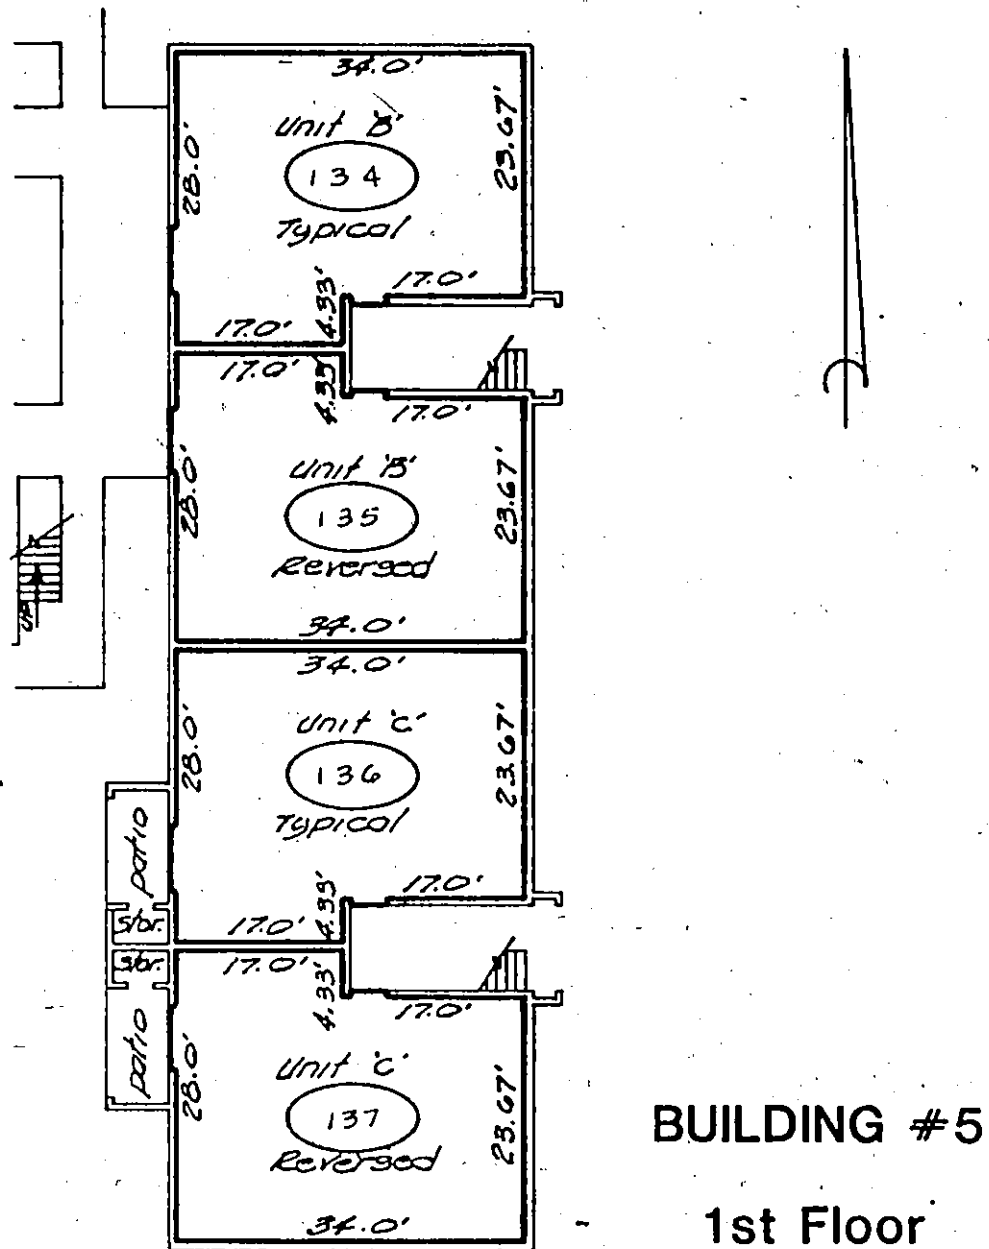 34.0'
Unit 'B'
28.0'
134
23.67'
Typical
17.0'
4.33'
17.0'
17.0'
4.33'
17.0'
Unit 'B'
28.0'
135
23.67'
Reversed
UP
34.0'
34.0'
Unit 'C'
28.0'
136
23.67'
Typical
patio
17.0'
4.33'
stor.
17.0'
stor.
17.0'
4.33'
17.0'
patio
28.0'
Unit 'C'
137
23.67'
Reversed
34.0'
BUILDING #5
1st Floor